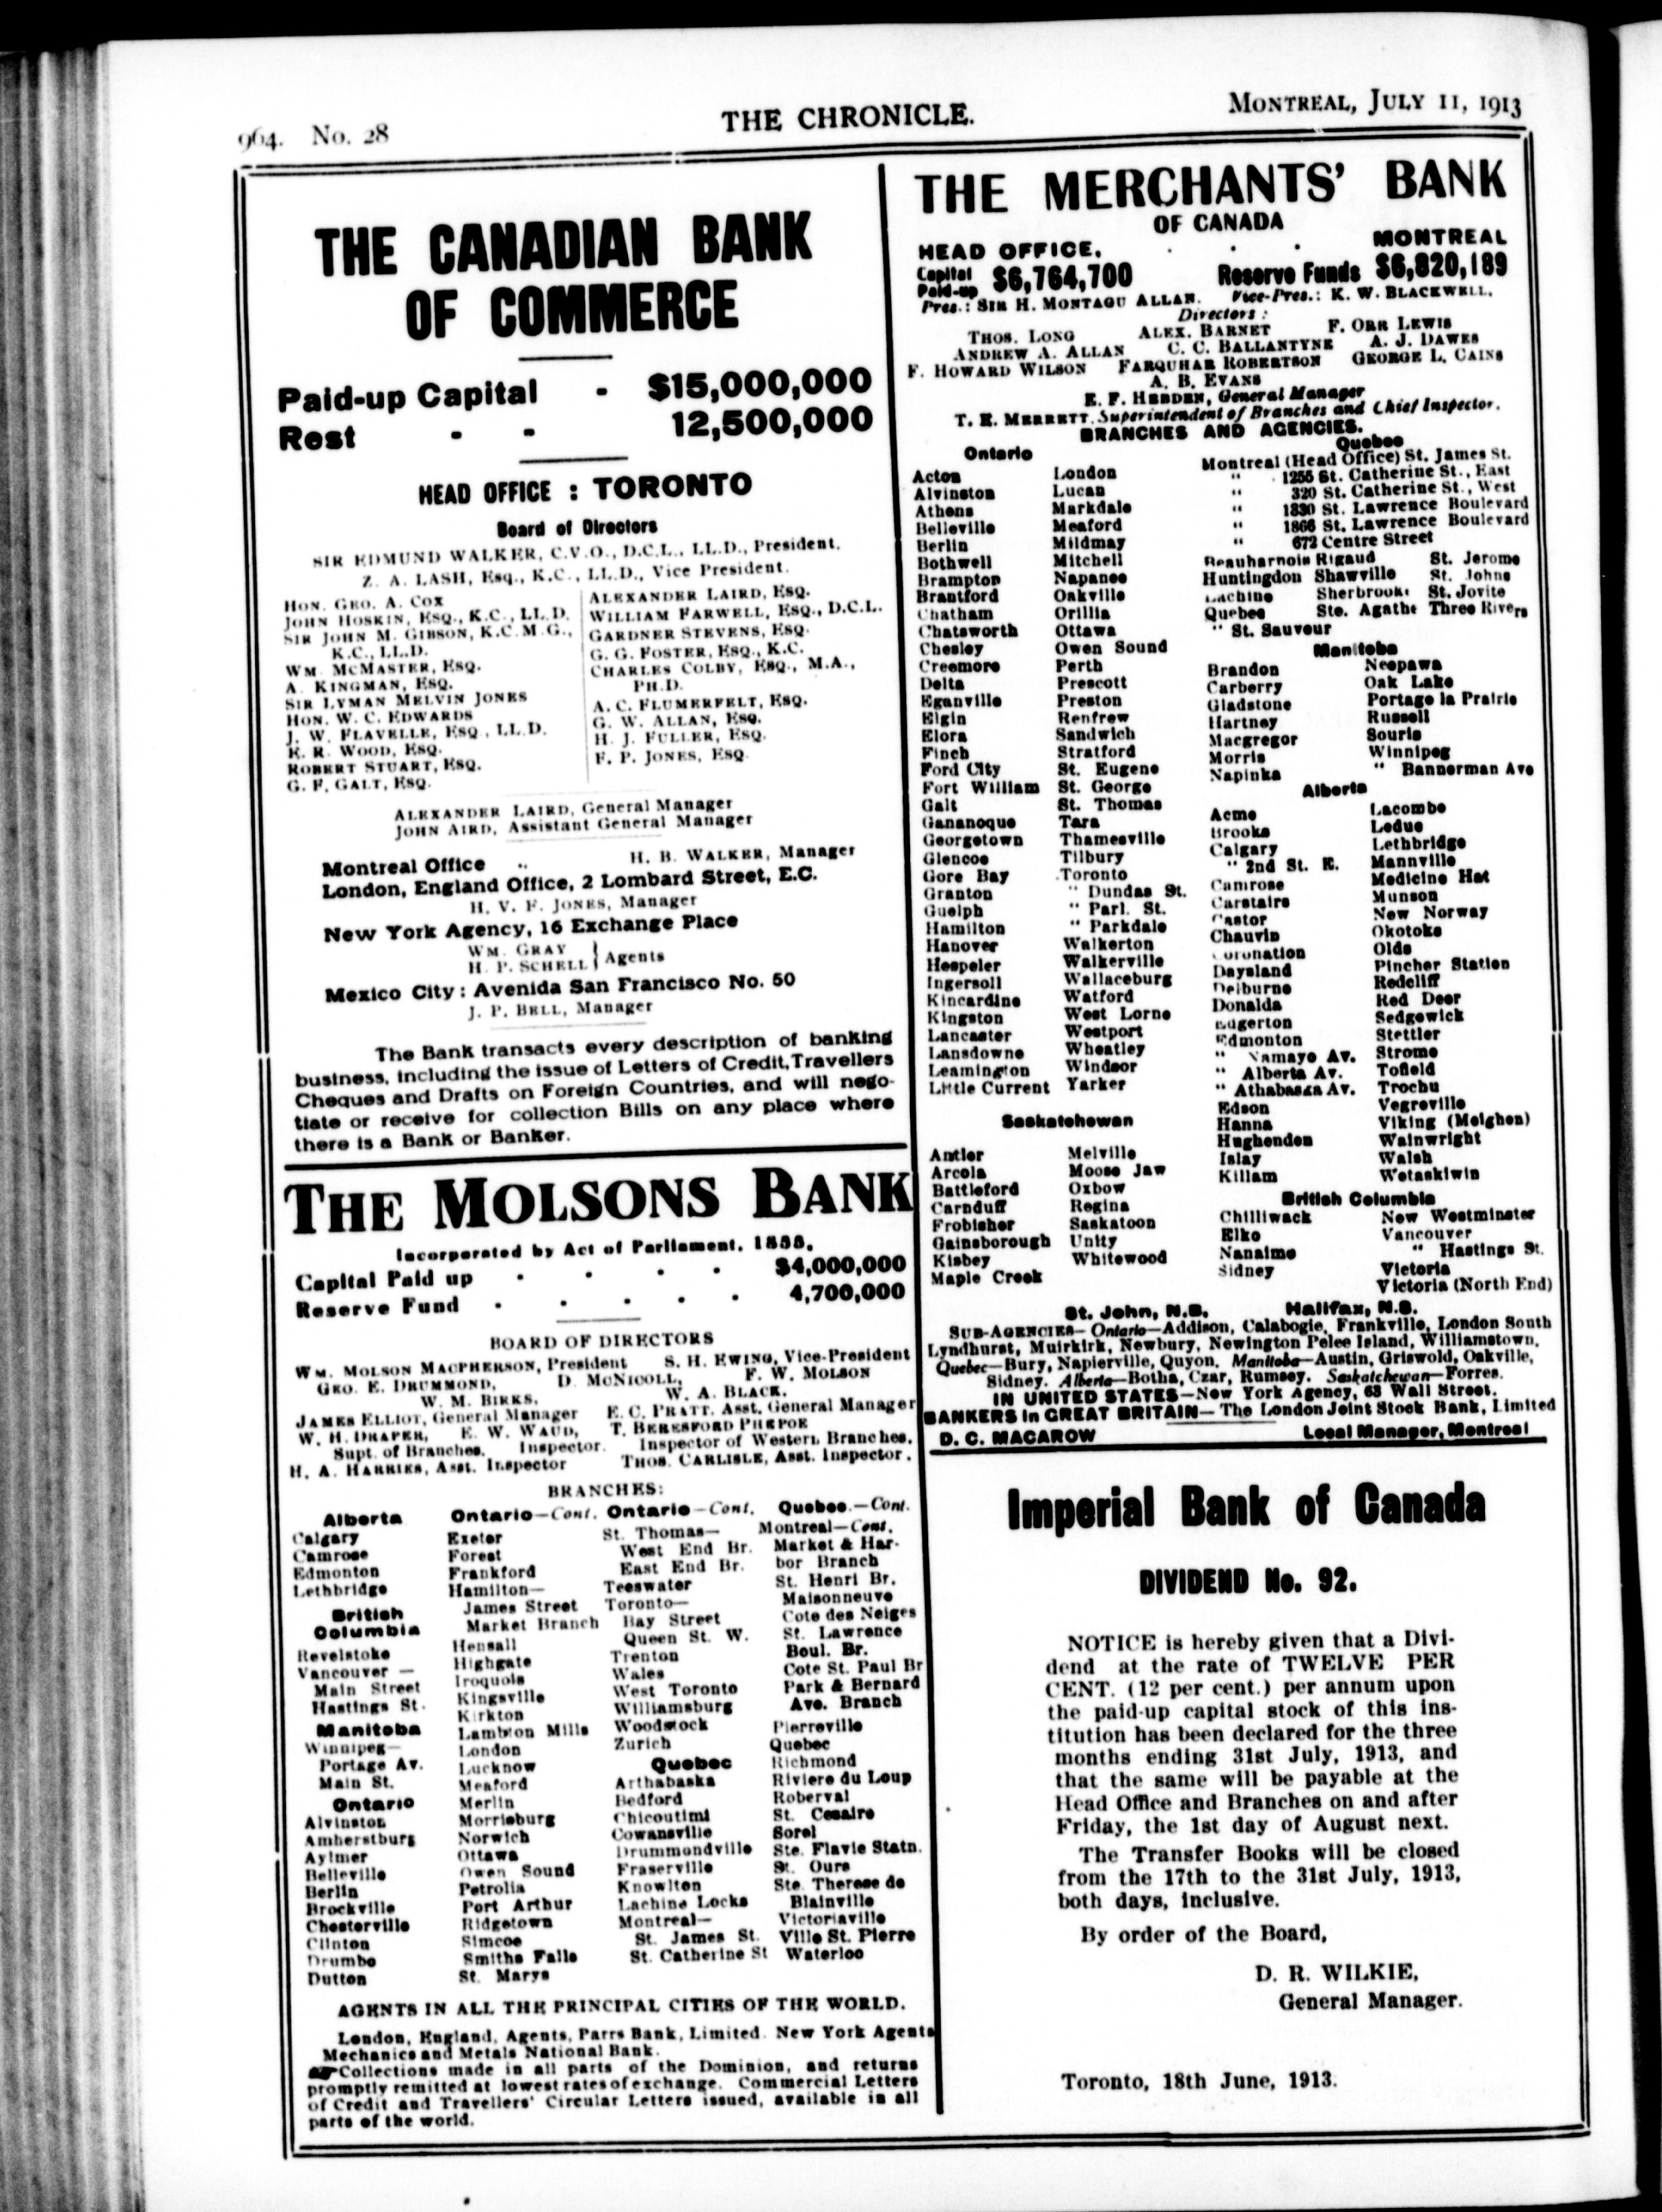 964. No. 28
THE CHRONICLE.
MONTREAL, JULY 11, 1913
THE CANADIAN BANK
OF COMMERCE
Paid-up Capital - $15,000,000
Rest - - 12,500,000
HEAD OFFICE : TORONTO
Board of Directors
SIR EDMUND WALKER, C.V.O., D.C.L., LL.D., President.
Z. A. LASH, Esq., K.C., LL.D., Vice President.
HON. GEO. A. COX
JOHN HOSKIN, ESQ., K.C., LL.D.
SIR JOHN M. GIBSON, K.C.M.G.,
K.C., LL.D.
WM. MCMASTER, ESQ.
A. KINGMAN, ESQ.
SIR LYMAN MELVIN JONES
HON. W. C. EDWARDS
J. W. FLAVELLE, ESQ., LL.D.
E. R. WOOD, ESQ.
ROBERT STUART, ESQ.
G. F. GALT, ESQ.
ALEXANDER LAIRD, ESQ.
WILLIAM FARWELL, ESQ., D.C.L.
GARDNER STEVENS, ESQ.
G. G. FOSTER, ESQ., K.C.
CHARLES COLBY, ESQ., M.A.,
PH.D.
A. C. FLUMERFELT, ESQ.
G. W. ALLAN, ESQ.
H. J. FULLER, ESQ.
F. P. JONES, ESQ.
ALEXANDER LAIRD, General Manager
JOHN AIRD, Assistant General Manager
Montreal Office .. H. B. WALKER, Manager
London, England Office, 2 Lombard Street, E.C.
H. V. F. JONES, Manager
New York Agency, 16 Exchange Place
WM. GRAY
H. P. SCHELL } Agents
Mexico City: Avenida San Francisco No. 50
J. P. BELL, Manager
The Bank transacts every description of banking
business, including the issue of Letters of Credit, Travellers
Cheques and Drafts on Foreign Countries, and will nego-
tiate or receive for collection Bills on any place where
there is a Bank or Banker.
THE MOLSONS BANK
Incorporated by Act of Parliament, 1855.
Capital Paid up . . . . $4,000,000
Reserve Fund . . . . . 4,700,000
BOARD OF DIRECTORS
WM. MOLSON MACPHERSON, President S. H. EWING, Vice-President
GEO. E. DRUMMOND, D. MCNICOLL, F. W. MOLSON
W. M. BIRKS, W. A. BLACK,
JAMES ELLIOT, General Manager E. C. PRATT, Asst. General Manager
W. H. DRAPER, E. W. WAUD, T. BERESFORD PHEPOE
Supt. of Branches. Inspector. Inspector of Western Branches.
H. A. HARRIES, Asst. Inspector THOS. CARLISLE, Asst. Inspector.
BRANCHES:
Alberta
Calgary
Camrose
Edmonton
Lethbridge
British
Columbia
Revelstoke
Vancouver —
Main Street
Hastings St.
Manitoba
Winnipeg—
Portage Av.
Main St.
Ontario
Alvinston
Amherstburg
Aylmer
Belleville
Berlin
Brockville
Chesterville
Clinton
Drumbo
Dutton
Ontario—Cont.
Exeter
Forest
Frankford
Hamilton—
James Street
Market Branch
Hensall
Highgate
Iroquois
Kingsville
Kirkton
Lambton Mills
London
Lucknow
Meaford
Merlin
Morrisburg
Norwich
Ottawa
Owen Sound
Petrolia
Port Arthur
Ridgetown
Simcoe
Smiths Falls
St. Marys
Ontario—Cont.
St. Thomas—
West End Br.
East End Br.
Teeswater
Toronto—
Bay Street
Queen St. W.
Trenton
Wales
West Toronto
Williamsburg
Woodstock
Zurich
Quebec
Arthabaska
Bedford
Chicoutimi
Cowansville
Drummondville
Fraserville
Knowlton
Lachine Locks
Montreal—
St. James St.
St. Catherine St
Quebec.—Cont.
Montreal—Cont.
Market & Har-
bor Branch
St. Henri Br.
Maisonneuve
Cote des Neiges
St. Lawrence
Boul. Br.
Cote St. Paul Br
Park & Bernard
Ave. Branch
Pierreville
Quebec
Richmond
Riviere du Loup
Roberval
St. Cesaire
Sorel
Ste. Flavie Statn.
St. Ours
Ste. Therese de
Blainville
Victoriaville
Ville St. Pierre
Waterloo
AGENTS IN ALL THE PRINCIPAL CITIES OF THE WORLD.
London, England, Agents, Parrs Bank, Limited. New York Agents
Mechanics and Metals National Bank.
☛Collections made in all parts of the Dominion, and returns
promptly remitted at lowest rates of exchange. Commercial Letters
of Credit and Travellers' Circular Letters issued, available in all
parts of the world.
THE MERCHANTS' BANK
OF CANADA
HEAD OFFICE, . . MONTREAL
Capital Paid-up $6,764,700 Reserve Funds $6,820,189
Pres.: SIR H. MONTAGU ALLAN. Vice-Pres.: K. W. BLACKWELL.
Directors:
THOS. LONG ALEX. BARNET F. ORR LEWIS
ANDREW A. ALLAN C. C. BALLANTYNE A. J. DAWES
F. HOWARD WILSON FARQUHAR ROBERTSON GEORGE L. CAINS
A. B. EVANS
E. F. HEBDEN, General Manager
T. E. MERRETT, Superintendent of Branches and Chief Inspector.
BRANCHES AND AGENCIES.
Ontario
Acton
Alvinston
Athens
Belleville
Berlin
Bothwell
Brampton
Brantford
Chatham
Chatsworth
Chesley
Creemore
Delta
Eganville
Elgin
Elora
Finch
Ford City
Fort William
Galt
Gananoque
Georgetown
Glencoe
Gore Bay
Granton
Guelph
Hamilton
Hanover
Hespeler
Ingersoll
Kincardine
Kingston
Lancaster
Lansdowne
Leamington
Little Current
London
Lucan
Markdale
Meaford
Mildmay
Mitchell
Napanee
Oakville
Orillia
Ottawa
Owen Sound
Perth
Prescott
Preston
Renfrew
Sandwich
Stratford
St. Eugene
St. George
St. Thomas
Tara
Thamesville
Tilbury
Toronto
" Dundas St.
" Parl. St.
" Parkdale
Walkerton
Walkerville
Wallaceburg
Watford
West Lorne
Westport
Wheatley
Windsor
Yarker
Saskatchewan
Antler
Arcola
Battleford
Carnduff
Frobisher
Gainsborough
Kisbey
Maple Creek
Melville
Moose Jaw
Oxbow
Regina
Saskatoon
Unity
Whitewood
Quebec
Montreal (Head Office) St. James St.
" 1255 St. Catherine St., East
" 320 St. Catherine St., West
" 1330 St. Lawrence Boulevard
" 1866 St. Lawrence Boulevard
" 672 Centre Street
Beauharnois Rigaud St. Jerome
Huntingdon Shawville St. Johns
Lachine Sherbrooke St. Jovite
Quebec Ste. Agathe Three Rivers
" St. Sauveur
Manitoba
Brandon
Carberry
Gladstone
Hartney
Macgregor
Morris
Napinka
Neepawa
Oak Lake
Portage la Prairie
Russell
Souris
Winnipeg
" Bannerman Ave
Alberta
Acme
Brooks
Calgary
" 2nd St. E.
Camrose
Carstairs
Castor
Chauvin
Coronation
Daysland
Delburne
Donalda
Edgerton
Edmonton
" Namayo Av.
" Alberta Av.
" Athabasca Av.
Edson
Hanna
Hughenden
Islay
Killam
Lacombe
Leduc
Lethbridge
Mannville
Medicine Hat
Munson
New Norway
Okotoks
Olds
Pincher Station
Redcliff
Red Deer
Sedgewick
Stettler
Strome
Tofield
Trochu
Vegreville
Viking (Meighen)
Wainwright
Walsh
Wetaskiwin
British Columbia
Chilliwack
Elko
Nanaimo
Sidney
New Westminster
Vancouver
" Hastings St.
Victoria
Victoria (North End)
St. John, N.B. Halifax, N.S.
SUB-AGENCIES—Ontario—Addison, Calabogie, Frankville, London South
Lyndhurst, Muirkirk, Newbury, Newington Pelee Island, Williamstown.
Quebec—Bury, Napierville, Quyon. Manitoba—Austin, Griswold, Oakville,
Sidney. Alberta—Botha, Czar, Rumsey. Saskatchewan—Forres.
IN UNITED STATES—New York Agency, 63 Wall Street.
BANKERS in GREAT BRITAIN—The London Joint Stock Bank, Limited
D. C. MACAROW Local Manager, Montreal
Imperial Bank of Canada
DIVIDEND No. 92.
NOTICE is hereby given that a Divi-
dend at the rate of TWELVE PER
CENT. (12 per cent.) per annum upon
the paid-up capital stock of this ins-
titution has been declared for the three
months ending 31st July, 1913, and
that the same will be payable at the
Head Office and Branches on and after
Friday, the 1st day of August next.
The Transfer Books will be closed
from the 17th to the 31st July, 1913,
both days, inclusive.
By order of the Board,
D. R. WILKIE,
General Manager.
Toronto, 18th June, 1913.